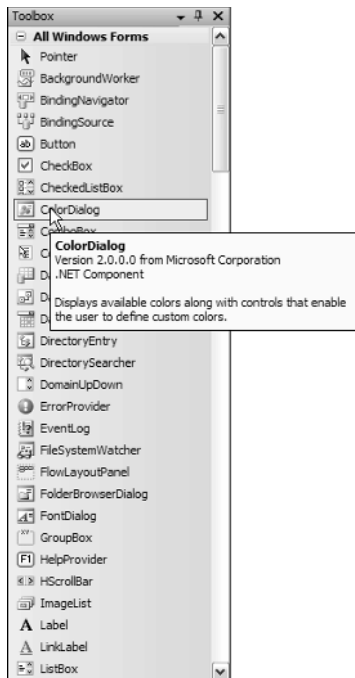 Toolbox
All Windows Forms
Pointer
BackgroundWorker
BindingNavigator
BindingSource
ab Button
CheckBox
CheckedListBox
ColorDialog
ColorDialog
Version 2.0.0.0 from Microsoft Corporation
.NET Component
Displays available colors along with controls that enable
the user to define custom colors.
DirectoryEntry
DirectorySearcher
DomainUpDown
ErrorProvider
EventLog
FileSystemWatcher
FlowLayoutPanel
FolderBrowserDialog
FontDialog
GroupBox
F1 HelpProvider
HScrollBar
ImageList
A Label
A LinkLabel
ListBox